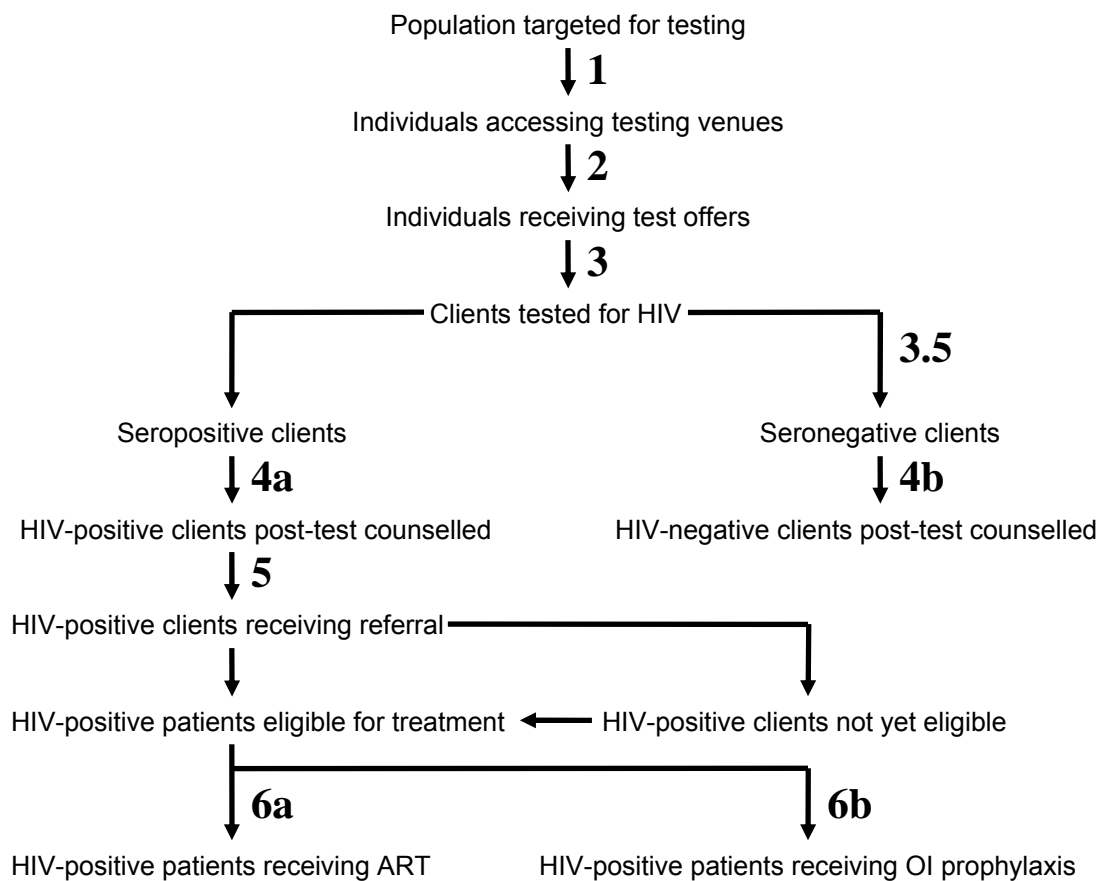 Population targeted for testing
1
Individuals accessing testing venues
2
Individuals receiving test offers
3
Clients tested for HIV
3.5
Seropositive clients
Seronegative clients
4a
4b
HIV-positive clients post-test counselled
HIV-negative clients post-test counselled
5
HIV-positive clients receiving referral
HIV-positive patients eligible for treatment
HIV-positive clients not yet eligible
6a
6b
HIV-positive patients receiving ART
HIV-positive patients receiving OI prophylaxis